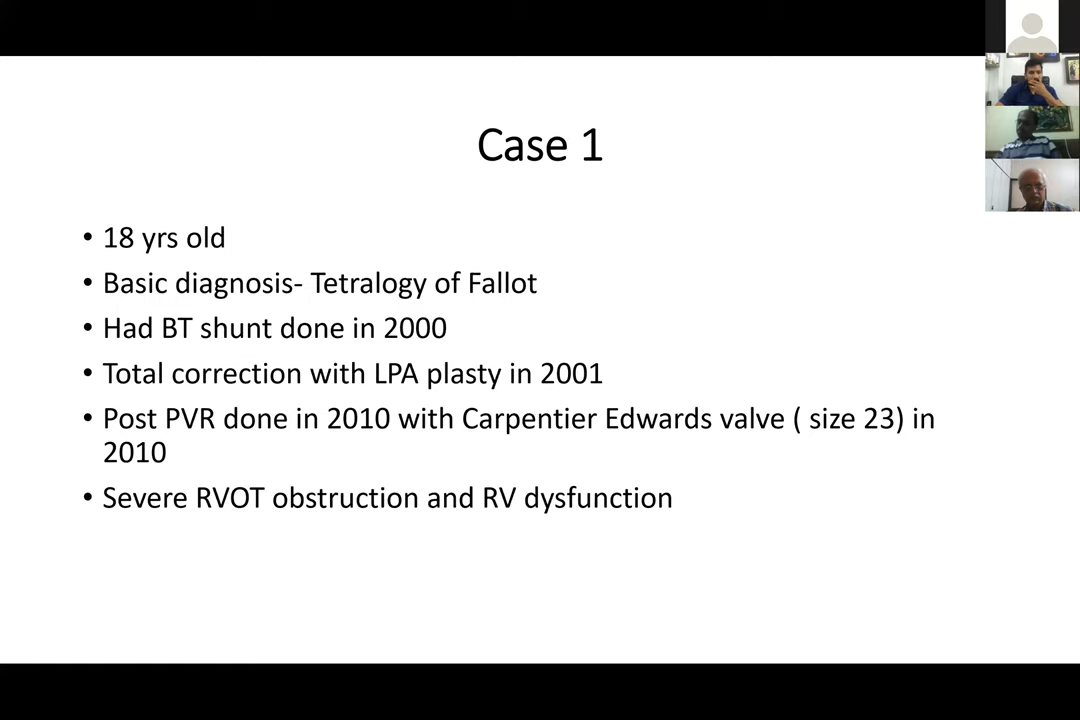 Case 1
• 18 yrs old
• Basic diagnosis- Tetralogy of Fallot
• Had BT shunt done in 2000
• Total correction with LPA plasty in 2001
• Post PVR done in 2010 with Carpentier Edwards valve ( size 23) in
2010
• Severe RVOT obstruction and RV dysfunction